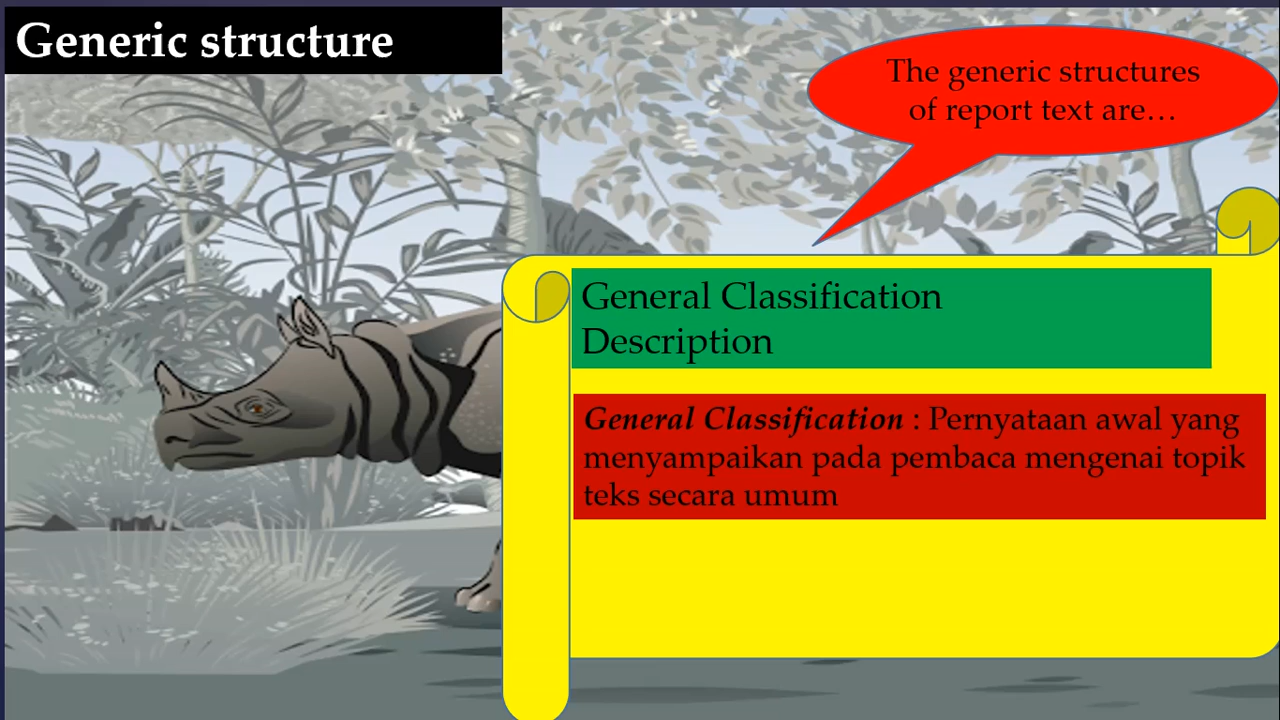 Generic structure
The generic structures
of report text are…
General Classification
Description
General Classification : Pernyataan awal yang
menyampaikan pada pembaca mengenai topik
teks secara umum